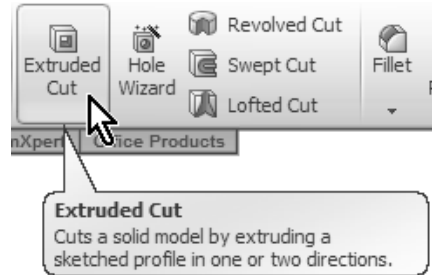 Extruded
Cut
Hole
Wizard
Revolved Cut
Swept Cut
Lofted Cut
Fillet
Office Products
Extruded Cut
Cuts a solid model by extruding a
sketched profile in one or two directions.